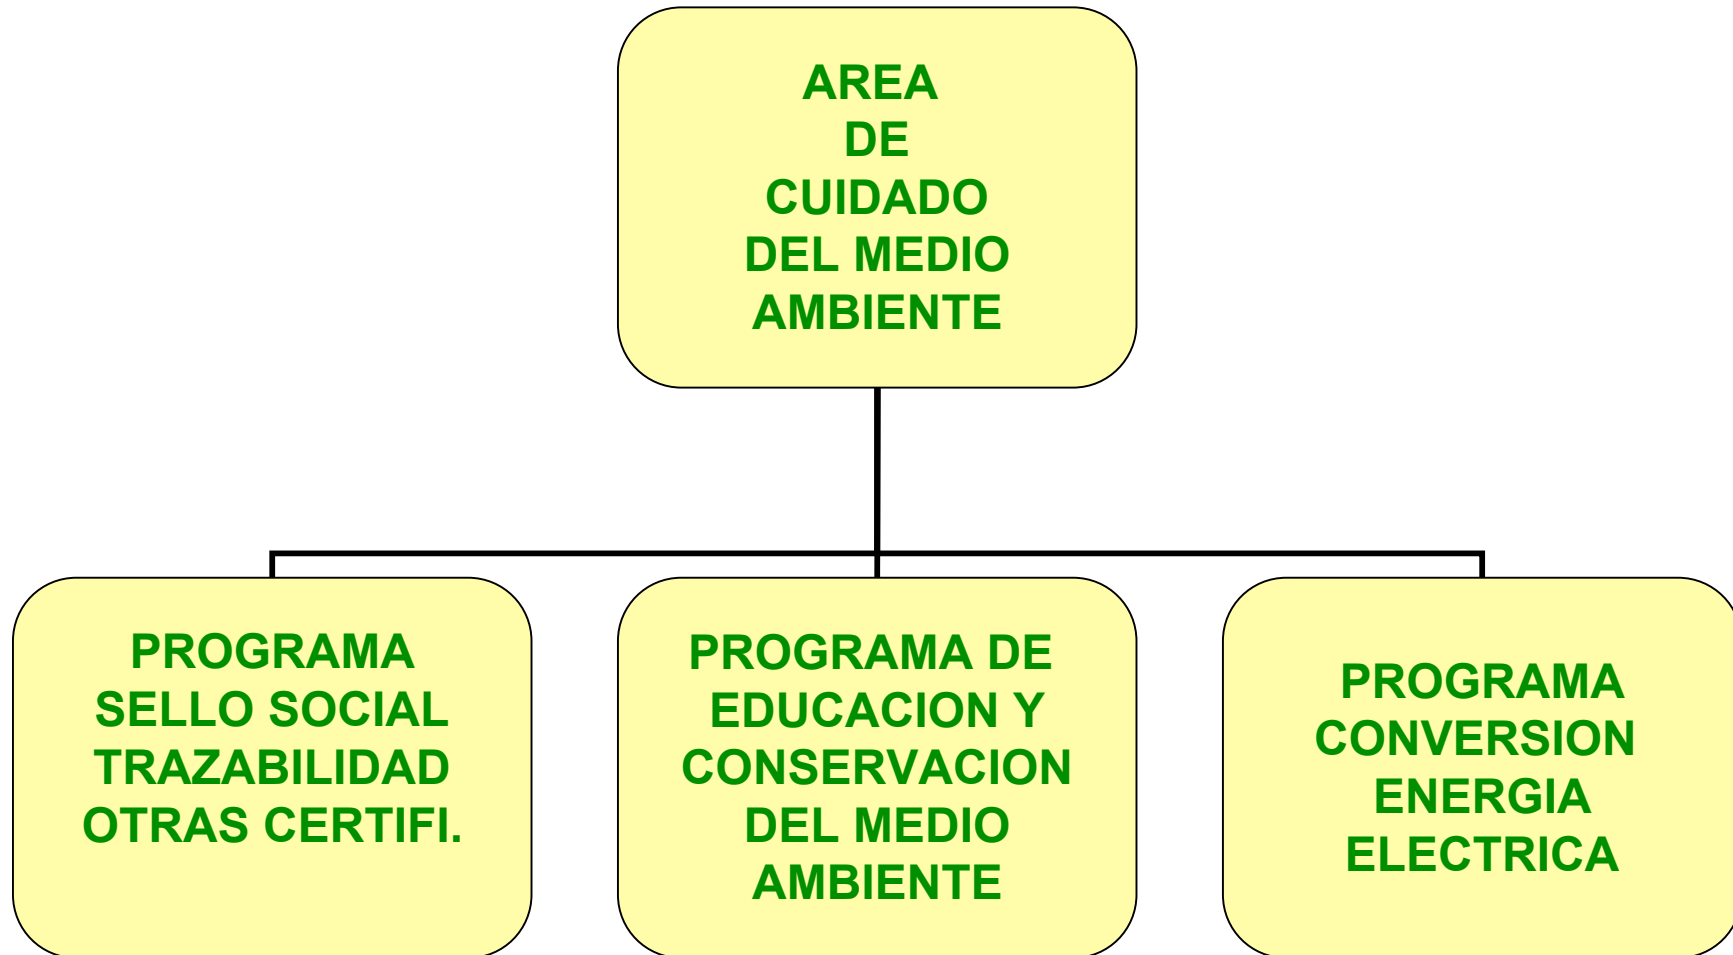 AREA
DE
CUIDADO
DEL MEDIO
AMBIENTE
PROGRAMA
SELLO SOCIAL
TRAZABILIDAD
OTRAS CERTIFI.
PROGRAMA DE
EDUCACION Y
CONSERVACION
DEL MEDIO
AMBIENTE
PROGRAMA
CONVERSION
ENERGIA
ELECTRICA